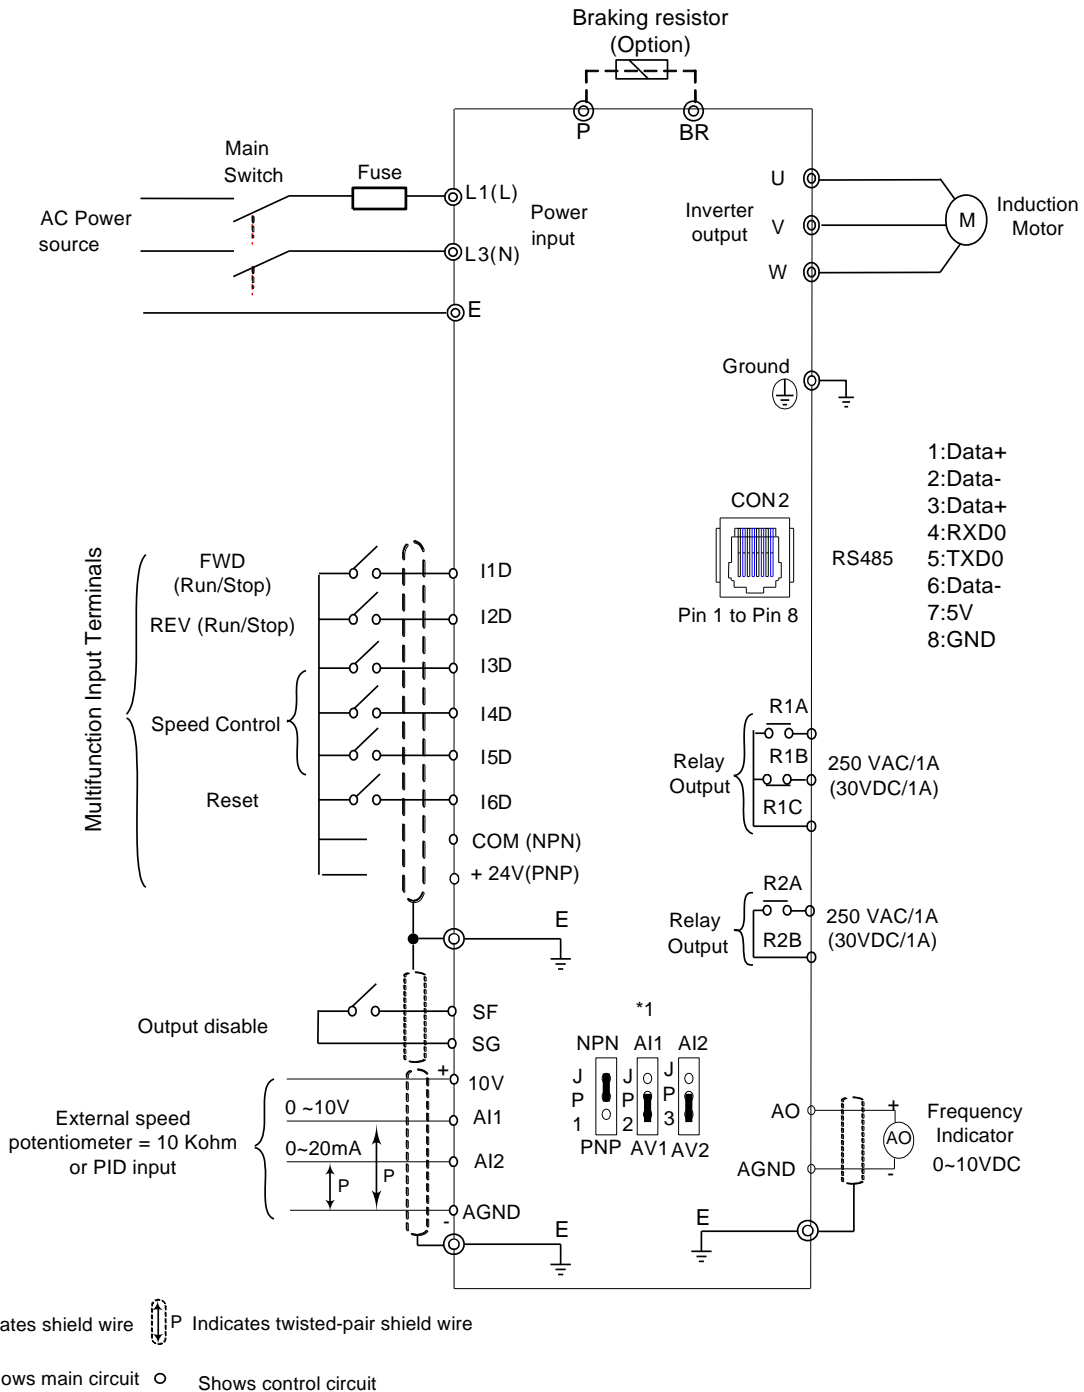 Braking resistor
(Option)
P
BR
Main
Switch
Fuse
L1(L)
AC Power
source
Power
input
L3(N)
E
U
Inverter
output
V
W
M
Induction
Motor
Ground
CON2
RS485
Pin 1 to Pin 8
1:Data+
2:Data-
3:Data+
4:RXD0
5:TXD0
6:Data-
7:5V
8:GND
Multifunction Input Terminals
FWD
(Run/Stop)
I1D
REV (Run/Stop)
I2D
I3D
Speed Control
I4D
I5D
Reset
I6D
COM (NPN)
+ 24V(PNP)
E
R1A
Relay
Output
R1B
R1C
250 VAC/1A
(30VDC/1A)
R2A
Relay
Output
R2B
250 VAC/1A
(30VDC/1A)
Output disable
SF
SG
*1
NPN AI1 AI2
JP1
JP2
JP3
PNP AV1 AV2
+
10V
0 ~10V
AI1
External speed
potentiometer = 10 Kohm
or PID input
0~20mA
AI2
P
P
-
AGND
E
AO
+
AO
-
AGND
Frequency
Indicator
0~10VDC
E
ates shield wire
P Indicates twisted-pair shield wire
ows main circuit
Shows control circuit